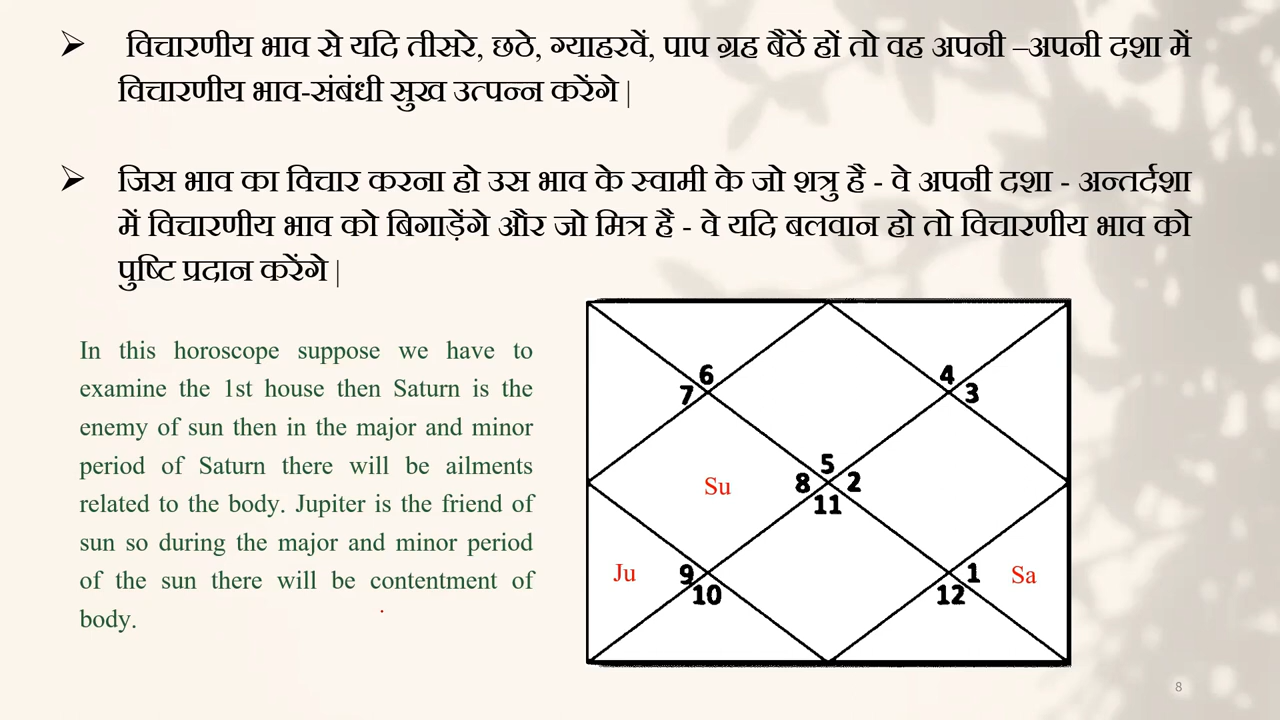 ➢ विचारणीय भाव से यदि तीसरे, छठे, ग्याहरवें, पाप ग्रह बैठें हों तो वह अपनी –अपनी दशा में
विचारणीय भाव-संबंधी सुख उत्पन्न करेंगे |
➢ जिस भाव का विचार करना हो उस भाव के स्वामी के जो शत्रु है - वे अपनी दशा - अन्तर्दशा
में विचारणीय भाव को बिगाड़ेंगे और जो मित्र है - वे यदि बलवान हो तो विचारणीय भाव को
पुष्टि प्रदान करेंगे |
In this horoscope suppose we have to
examine the 1st house then Saturn is the
enemy of sun then in the major and minor
period of Saturn there will be ailments
related to the body. Jupiter is the friend of
sun so during the major and minor period
of the sun there will be contentment of
body.
6 4
7 3
5
Su 8 2
11
Ju 9 1 Sa
10 12
8